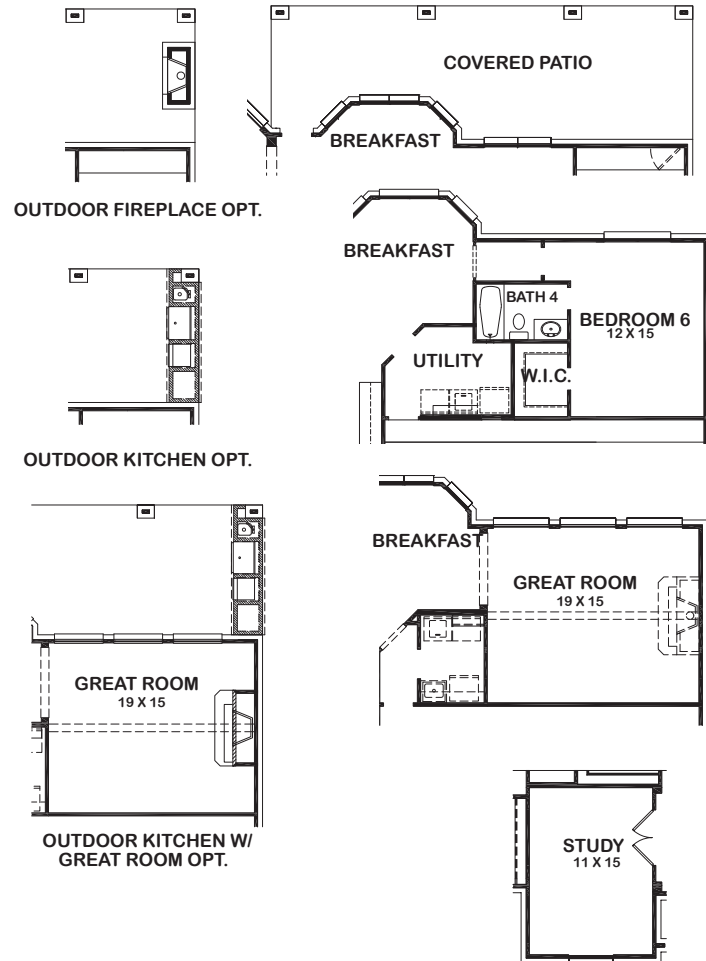 COVERED PATIO
BREAKFAST
OUTDOOR FIREPLACE OPT.
BREAKFAST
BATH 4
BEDROOM 6
12 X 15
UTILITY
W.I.C.
OUTDOOR KITCHEN OPT.
BREAKFAST
GREAT ROOM
19 X 15
GREAT ROOM
19 X 15
OUTDOOR KITCHEN W/
GREAT ROOM OPT.
STUDY
11 X 15